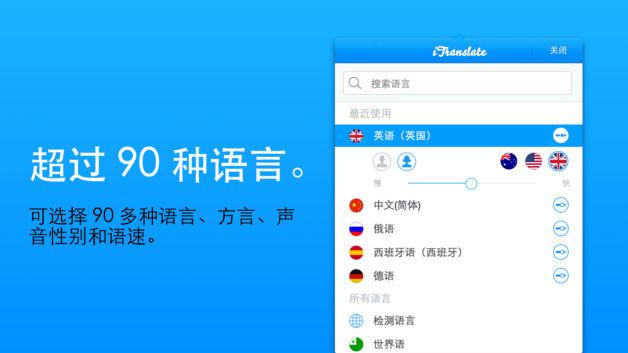 iTranslate
关闭
搜索语言
最近使用
英语（英国）
慢
快
中文(简体)
俄语
西班牙语（西班牙）
德语
所有语言
检测语言
世界语
超过 90 种语言。
可选择 90 多种语言、方言、声
音性别和语速。